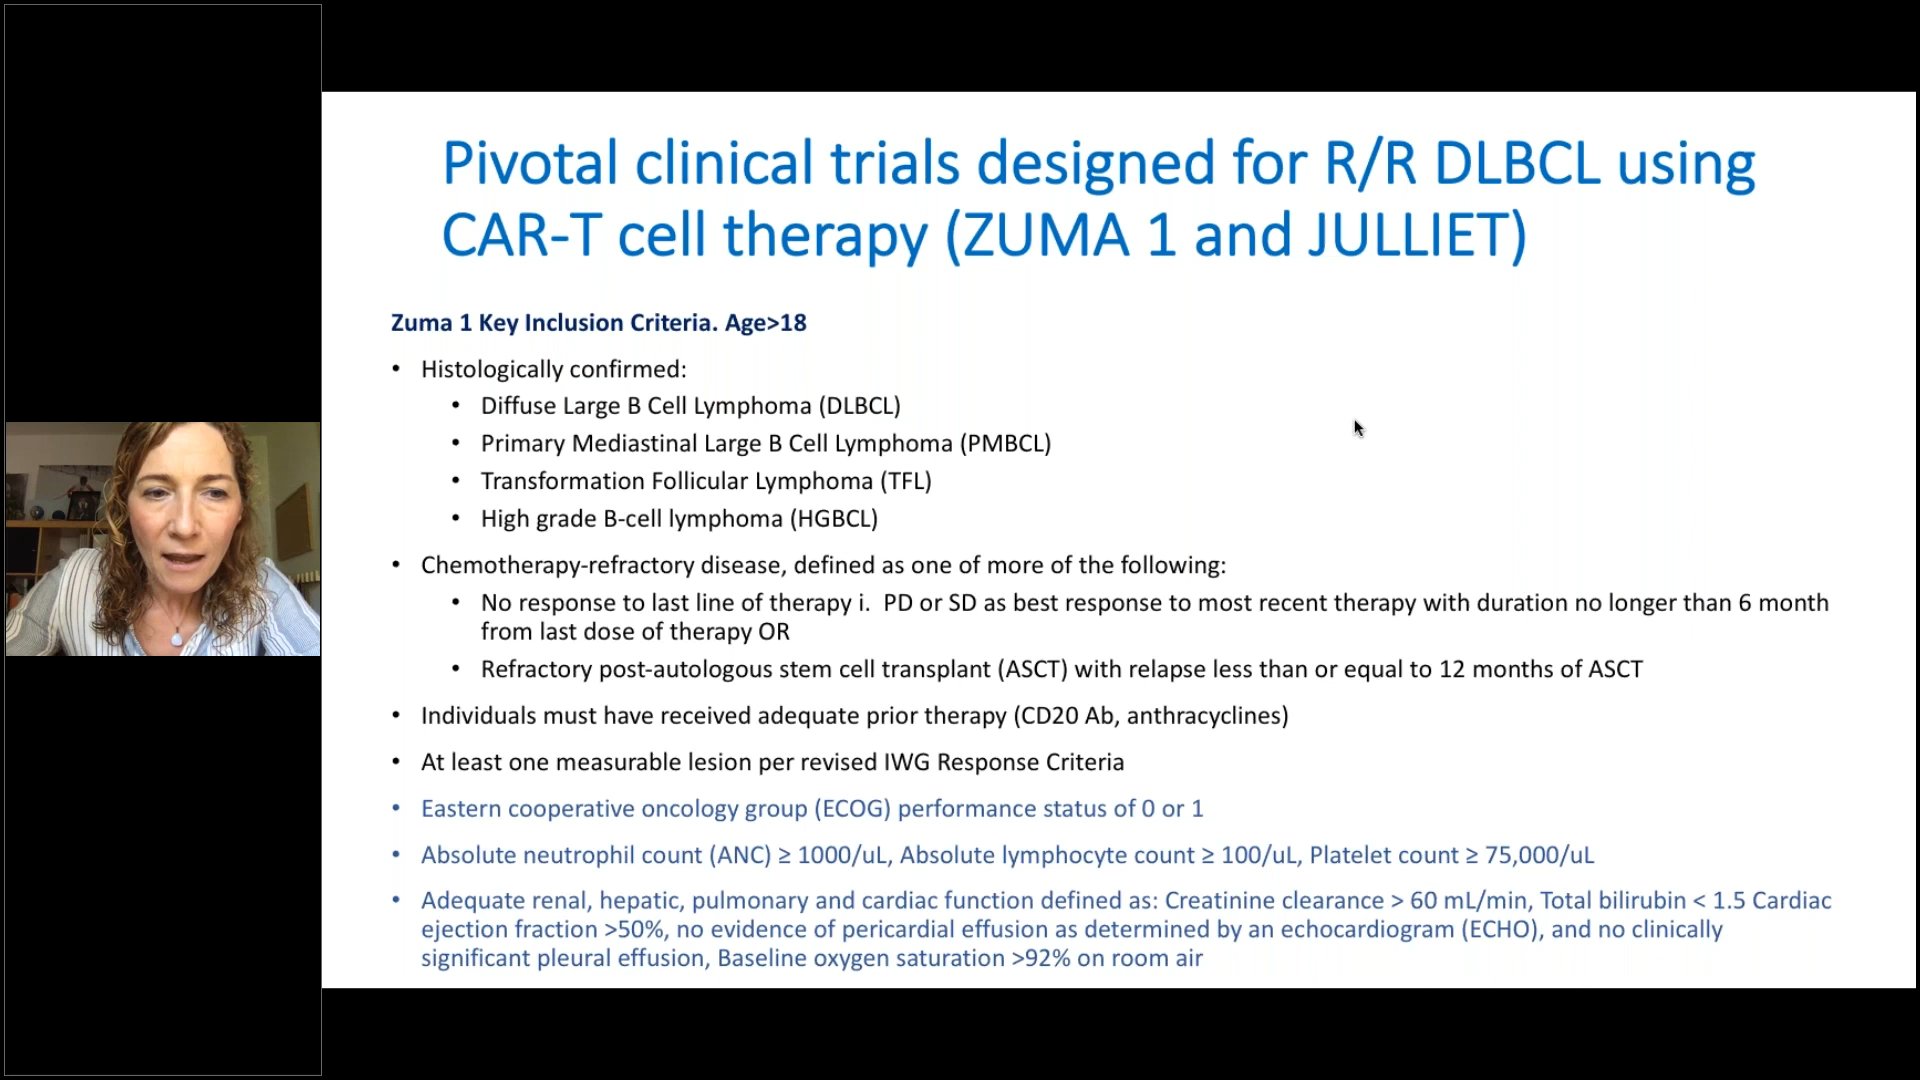 Pivotal clinical trials designed for R/R DLBCL using
CAR-T cell therapy (ZUMA 1 and JULLIET)
Zuma 1 Key Inclusion Criteria. Age>18
• Histologically confirmed:
• Diffuse Large B Cell Lymphoma (DLBCL)
• Primary Mediastinal Large B Cell Lymphoma (PMBCL)
• Transformation Follicular Lymphoma (TFL)
• High grade B-cell lymphoma (HGBCL)
• Chemotherapy-refractory disease, defined as one of more of the following:
• No response to last line of therapy i.  PD or SD as best response to most recent therapy with duration no longer than 6 month
from last dose of therapy OR
• Refractory post-autologous stem cell transplant (ASCT) with relapse less than or equal to 12 months of ASCT
• Individuals must have received adequate prior therapy (CD20 Ab, anthracyclines)
• At least one measurable lesion per revised IWG Response Criteria
• Eastern cooperative oncology group (ECOG) performance status of 0 or 1
• Absolute neutrophil count (ANC) ≥ 1000/uL, Absolute lymphocyte count ≥ 100/uL, Platelet count ≥ 75,000/uL
• Adequate renal, hepatic, pulmonary and cardiac function defined as: Creatinine clearance > 60 mL/min, Total bilirubin < 1.5 Cardiac
ejection fraction >50%, no evidence of pericardial effusion as determined by an echocardiogram (ECHO), and no clinically
significant pleural effusion, Baseline oxygen saturation >92% on room air